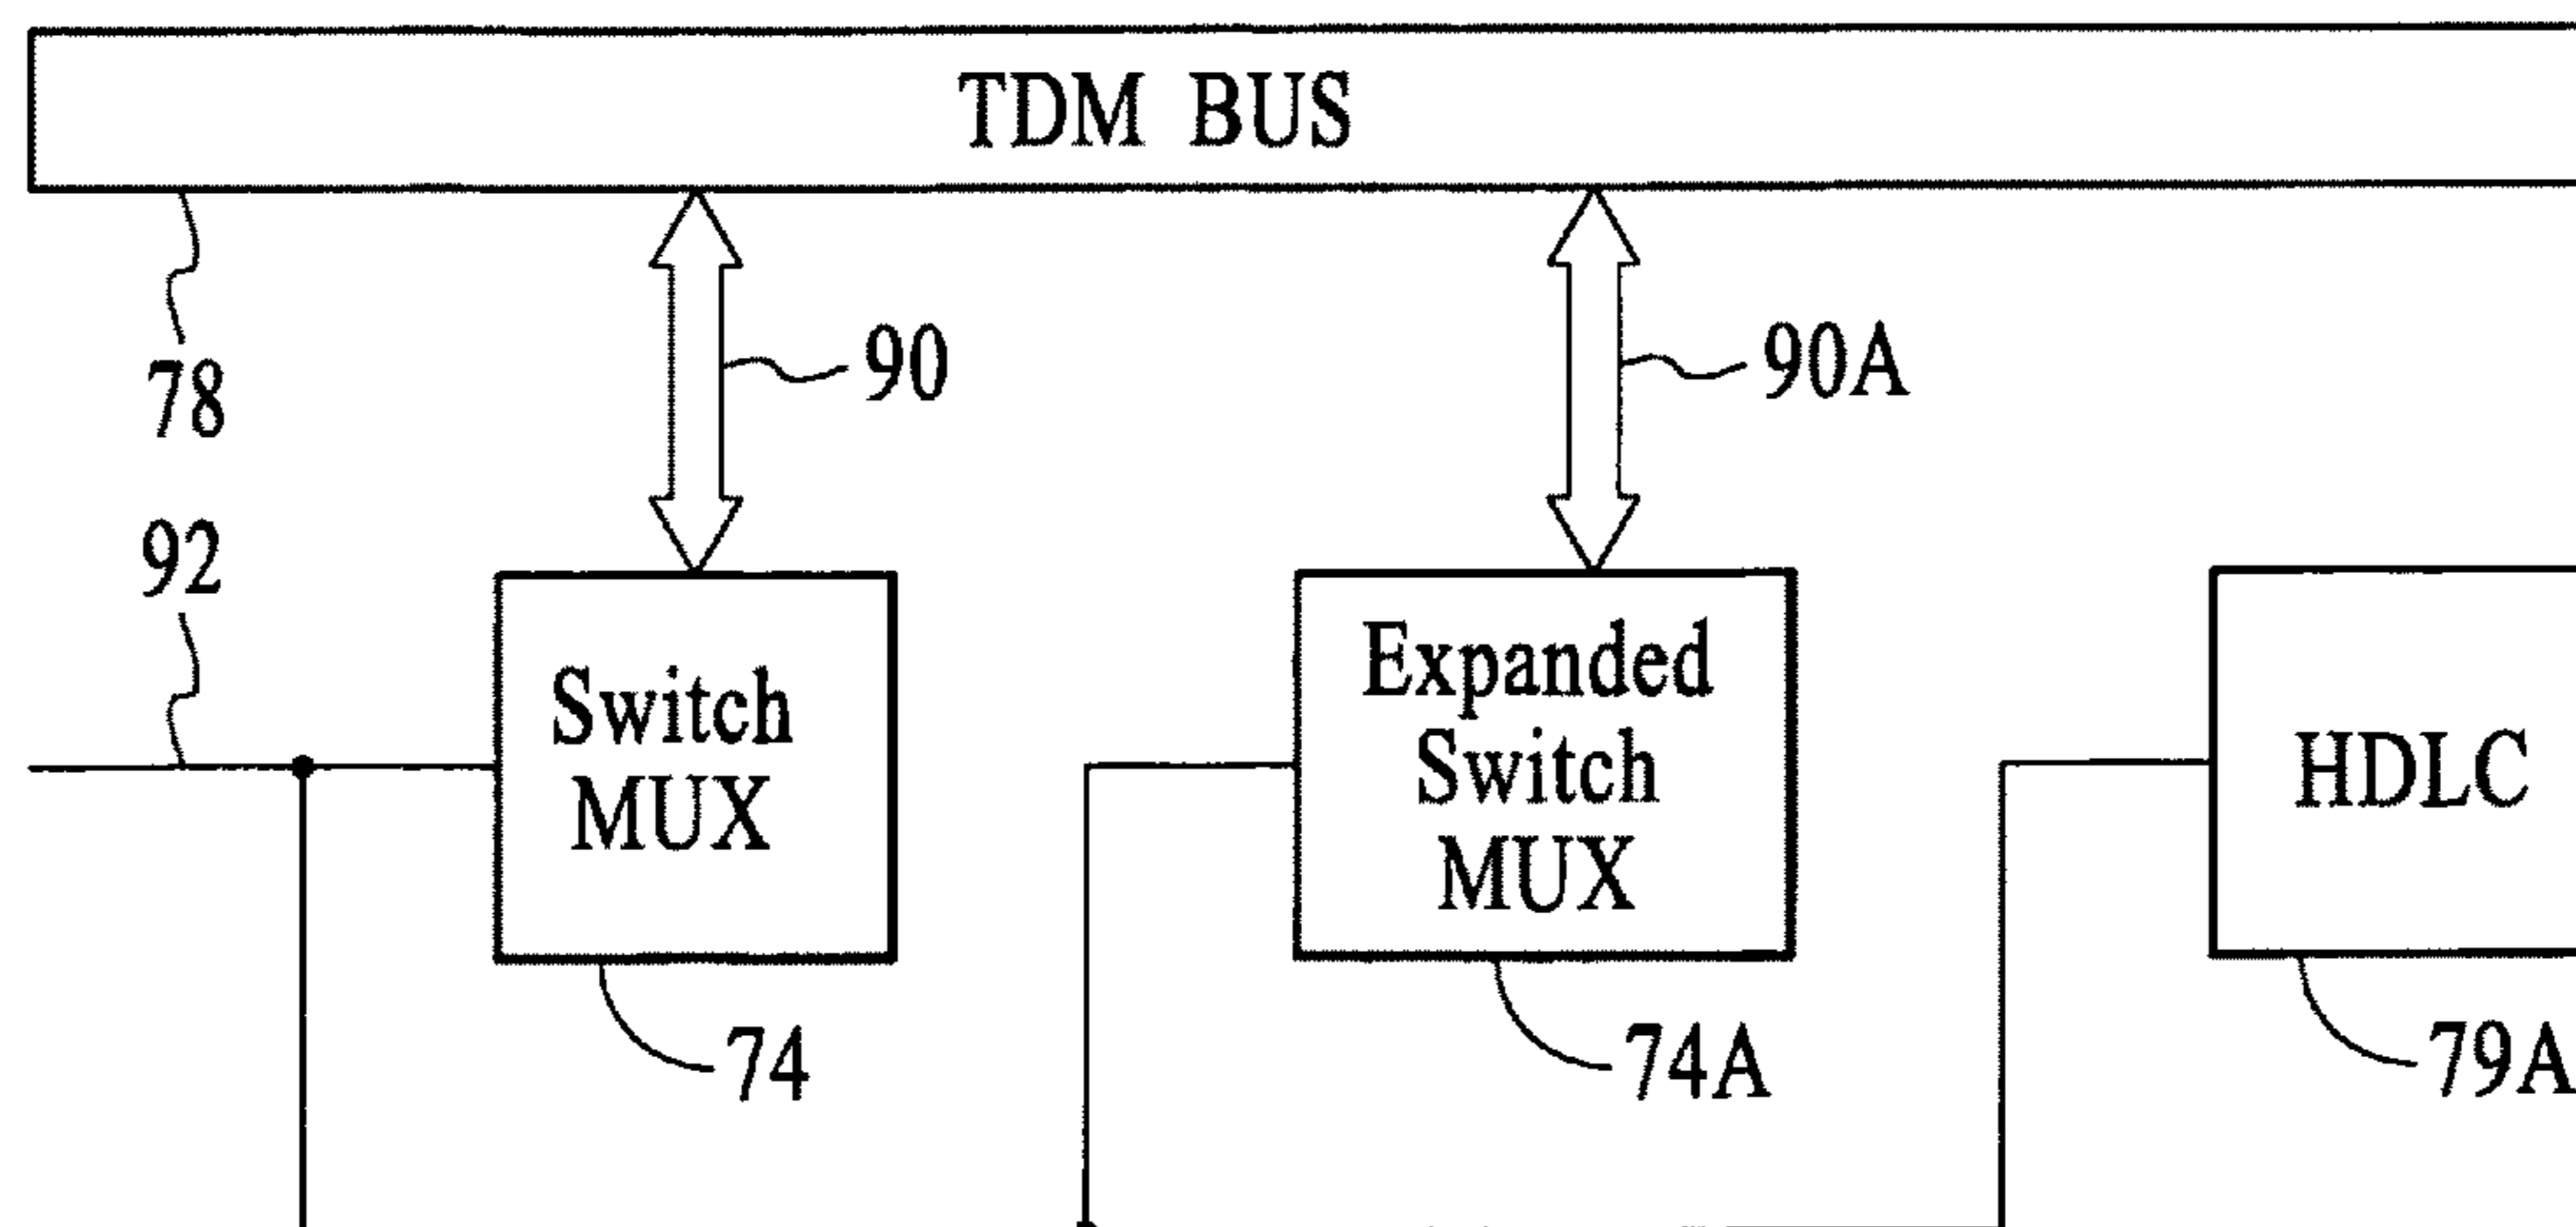 TDM BUS
78
90
90A
92
Switch
MUX
Expanded
Switch
MUX
HDLC
74
74A
79A